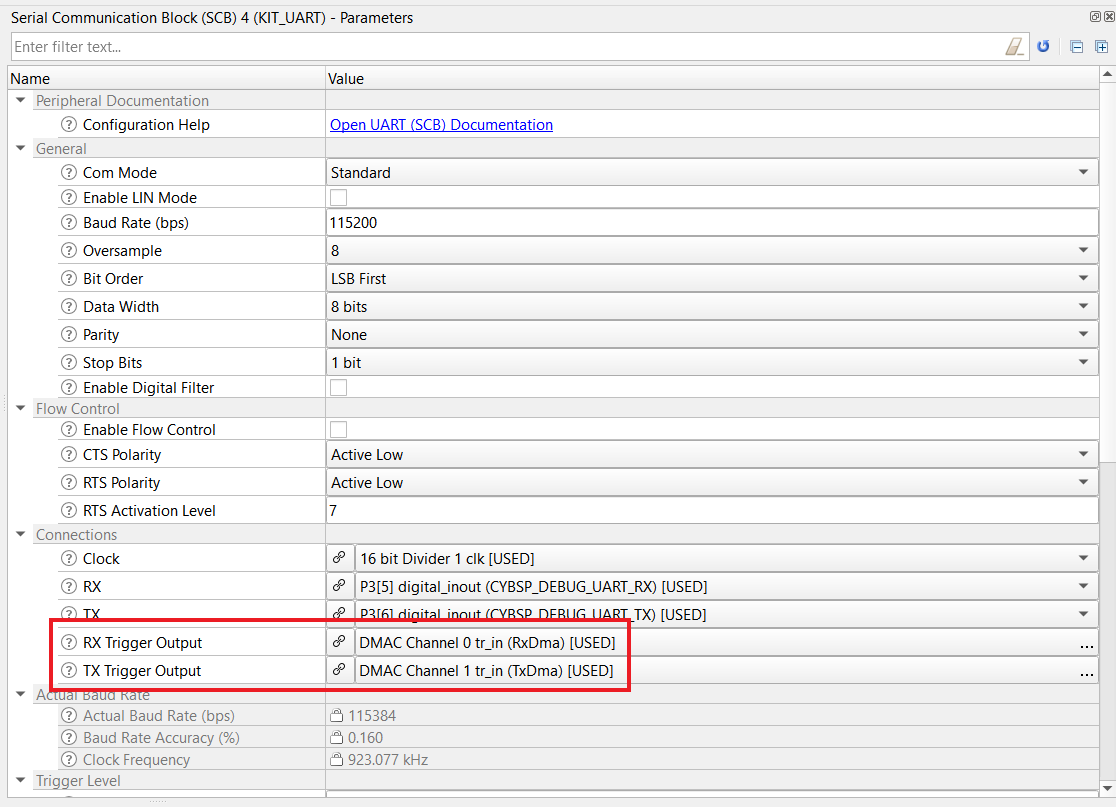 Serial Communication Block (SCB) 4 (KIT_UART) - Parameters
Enter filter text...
Name Value
Peripheral Documentation
? Configuration Help Open UART (SCB) Documentation
General
? Com Mode Standard
? Enable LIN Mode
? Baud Rate (bps) 115200
? Oversample 8
? Bit Order LSB First
? Data Width 8 bits
? Parity None
? Stop Bits 1 bit
? Enable Digital Filter
Flow Control
? Enable Flow Control
? CTS Polarity Active Low
? RTS Polarity Active Low
? RTS Activation Level 7
Connections
? Clock 16 bit Divider 1 clk [USED]
? RX P3[5] digital_inout (CYBSP_DEBUG_UART_RX) [USED]
? TX P3[6] digital_inout (CYBSP_DEBUG_UART_TX) [USED]
? RX Trigger Output DMAC Channel 0 tr_in (RxDma) [USED] ...
? TX Trigger Output DMAC Channel 1 tr_in (TxDma) [USED] ...
Actual Baud Rate
? Actual Baud Rate (bps) 115384
? Baud Rate Accuracy (%) 0.160
? Clock Frequency 923.077 kHz
Trigger Level